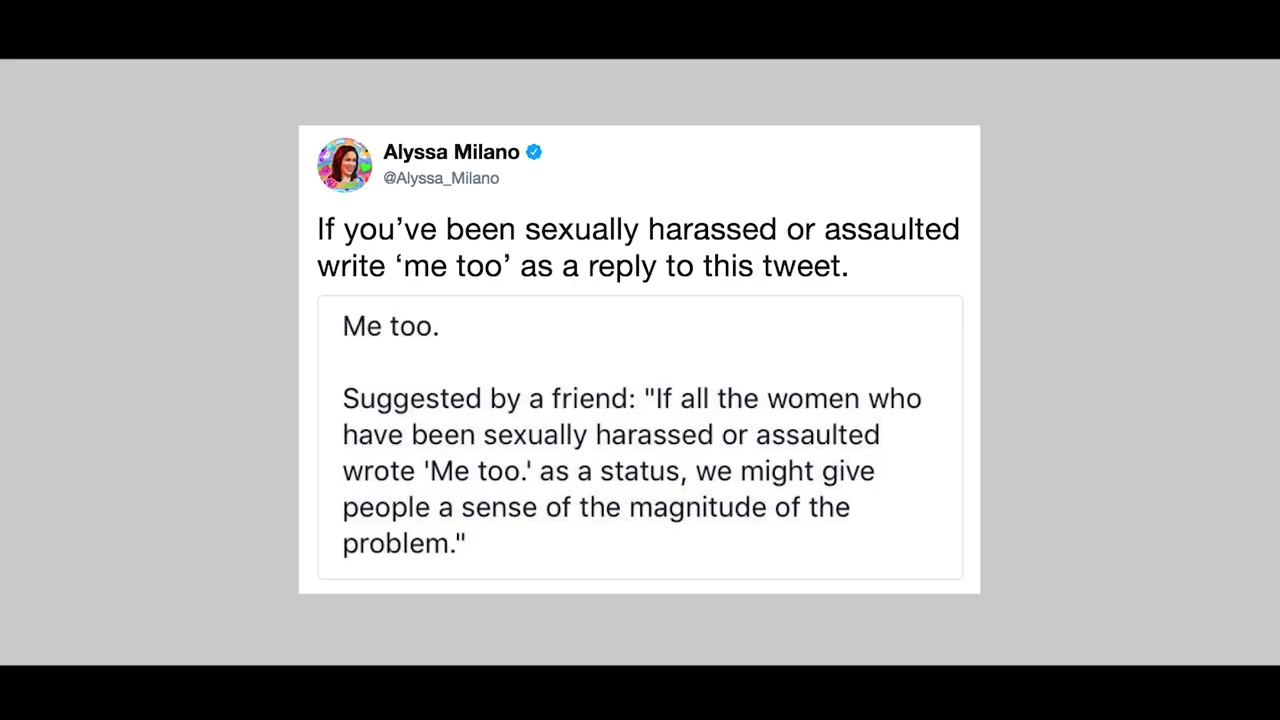 Alyssa Milano
@Alyssa_Milano
If you’ve been sexually harassed or assaulted
write ‘me too’ as a reply to this tweet.
Me too.
Suggested by a friend: "If all the women who
have been sexually harassed or assaulted
wrote 'Me too.' as a status, we might give
people a sense of the magnitude of the
problem."